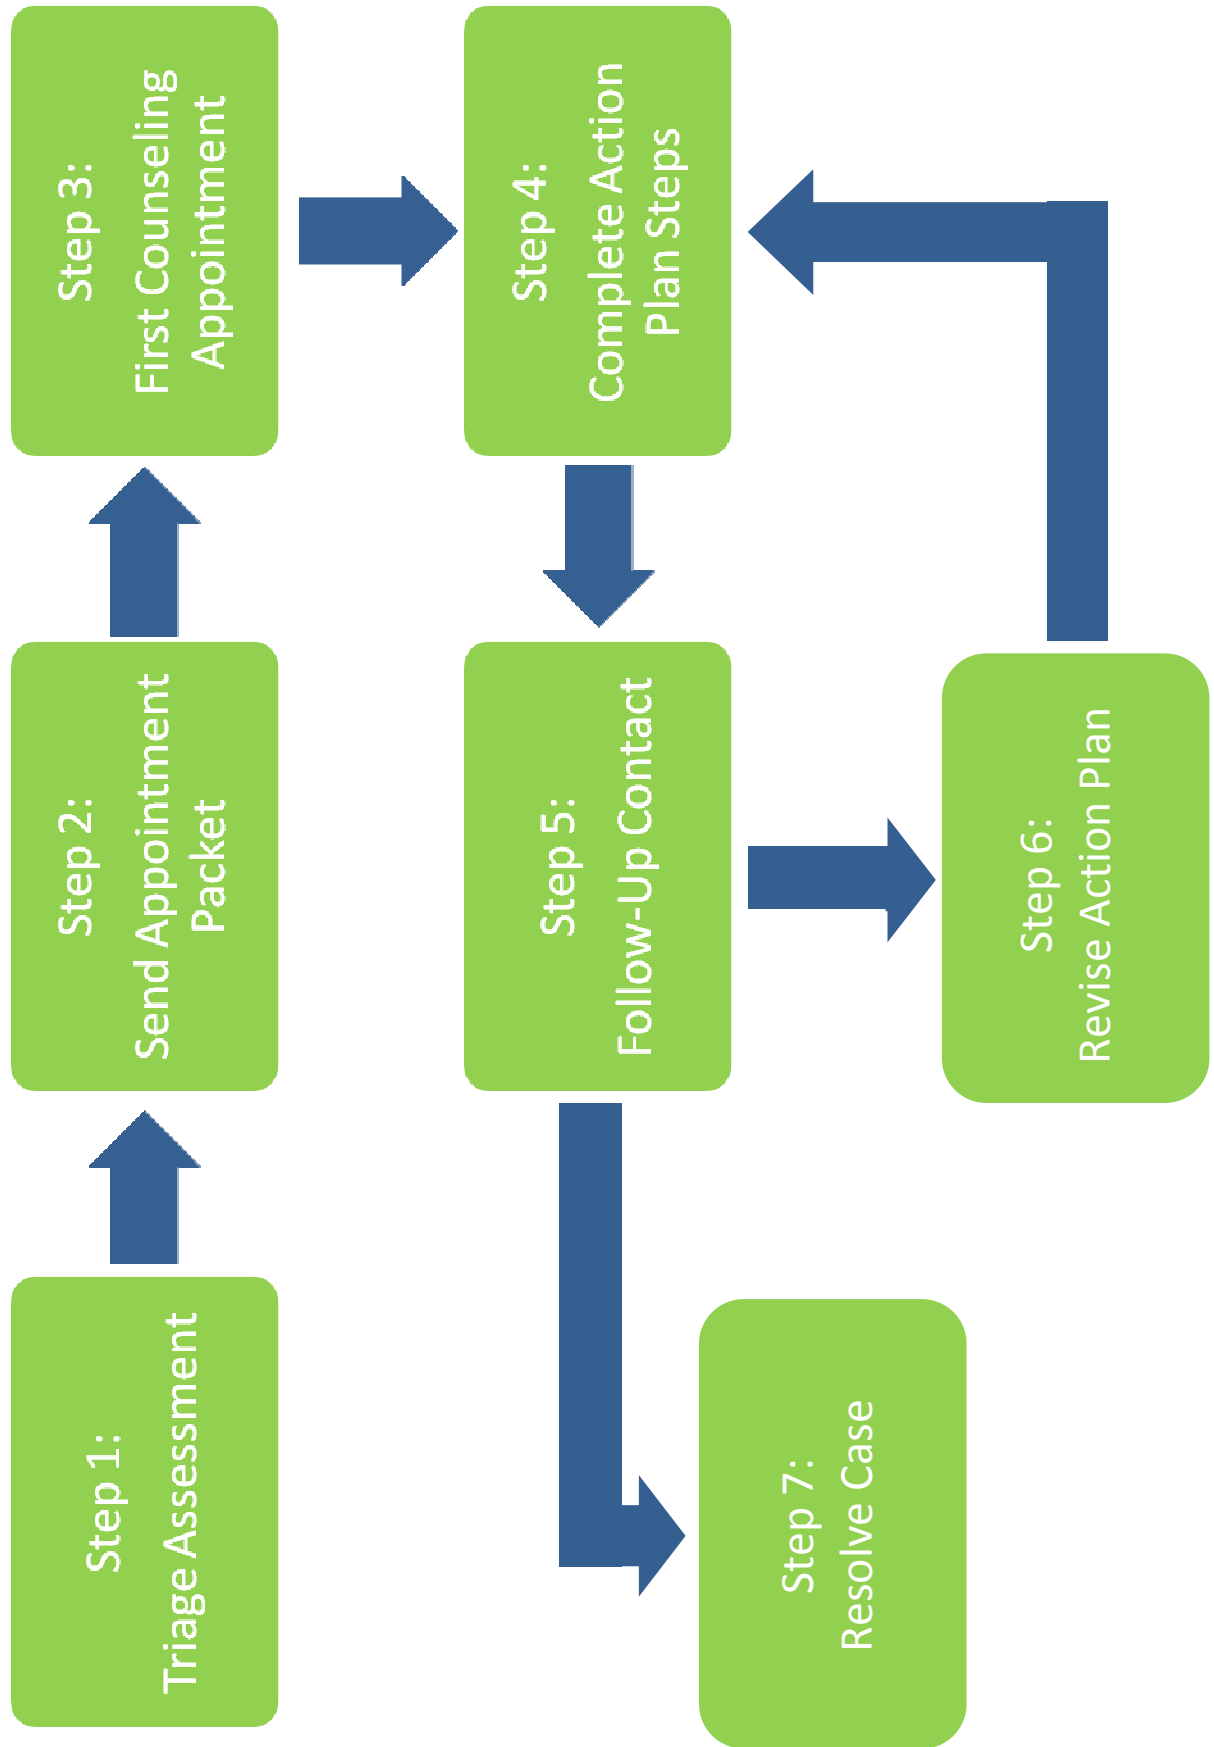 Step 1:
Triage Assessment
Step 2:
Send Appointment
Packet
Step 3:
First Counseling
Appointment
Step 4:
Complete Action
Plan Steps
Step 5:
Follow-Up Contact
Step 6:
Revise Action Plan
Step 7:
Resolve Case